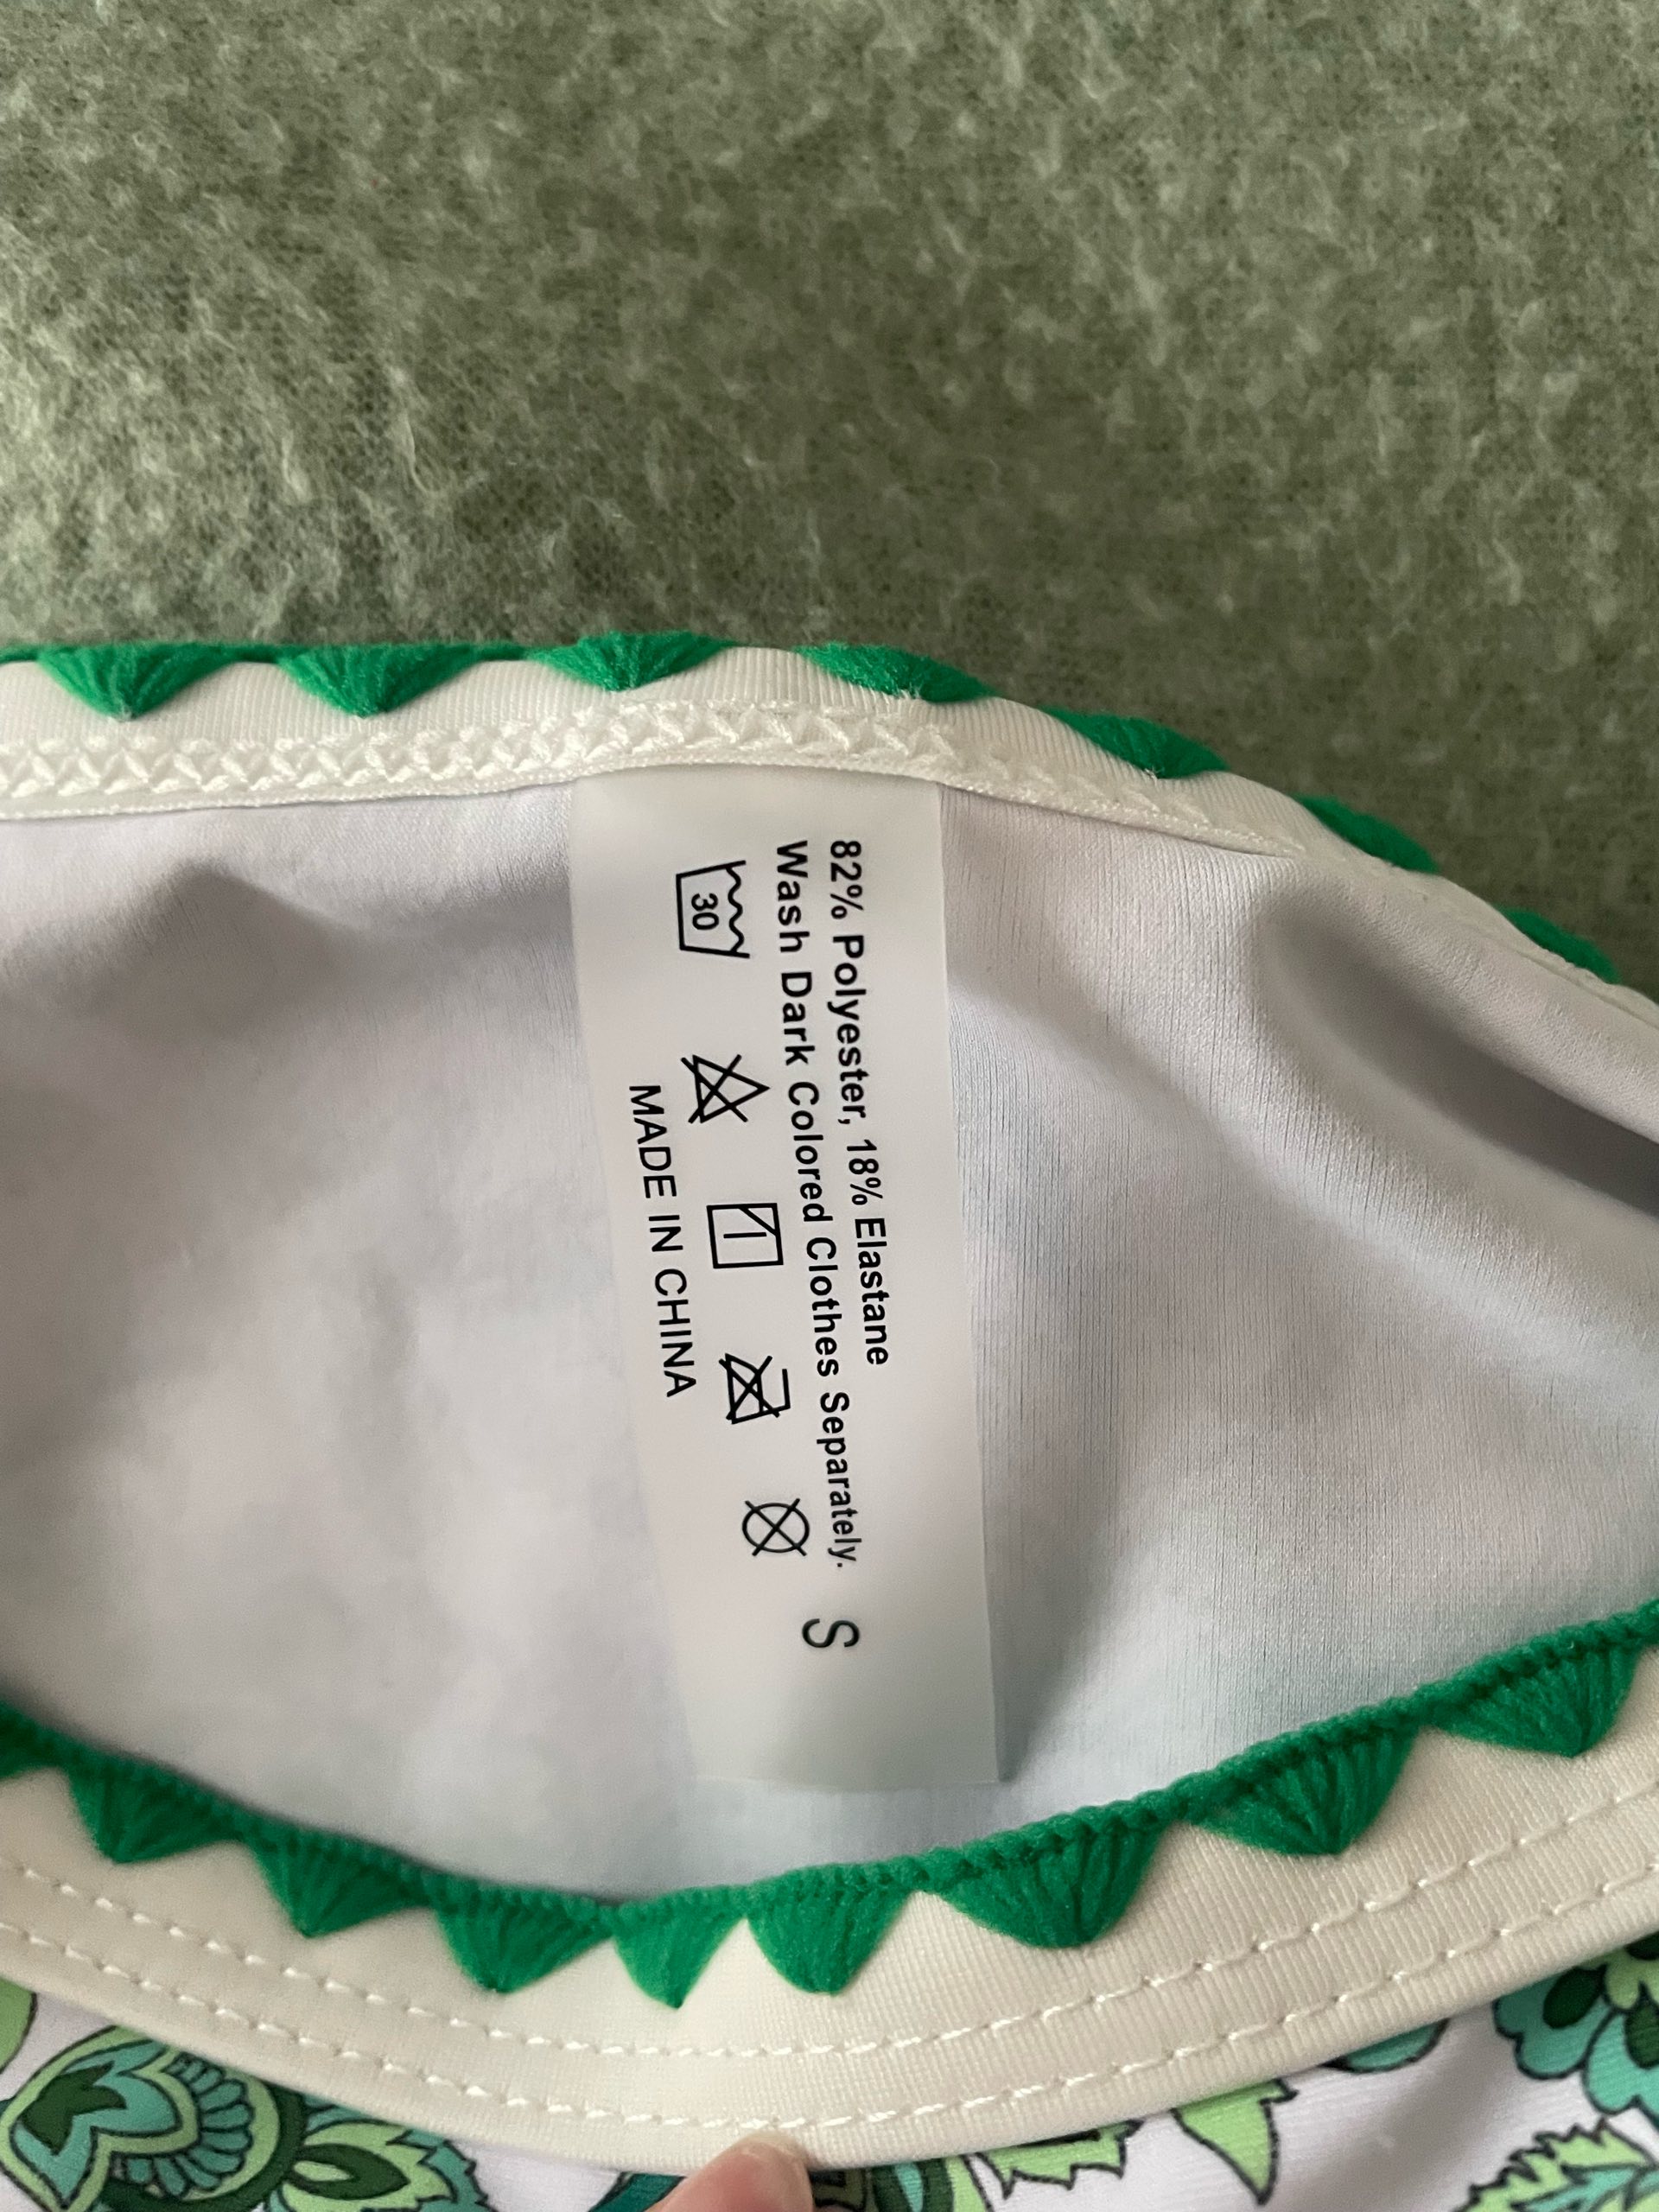 82% Polyester, 18% Elastane
Wash Dark Colored Clothes Separately.
S
30
MADE IN CHINA